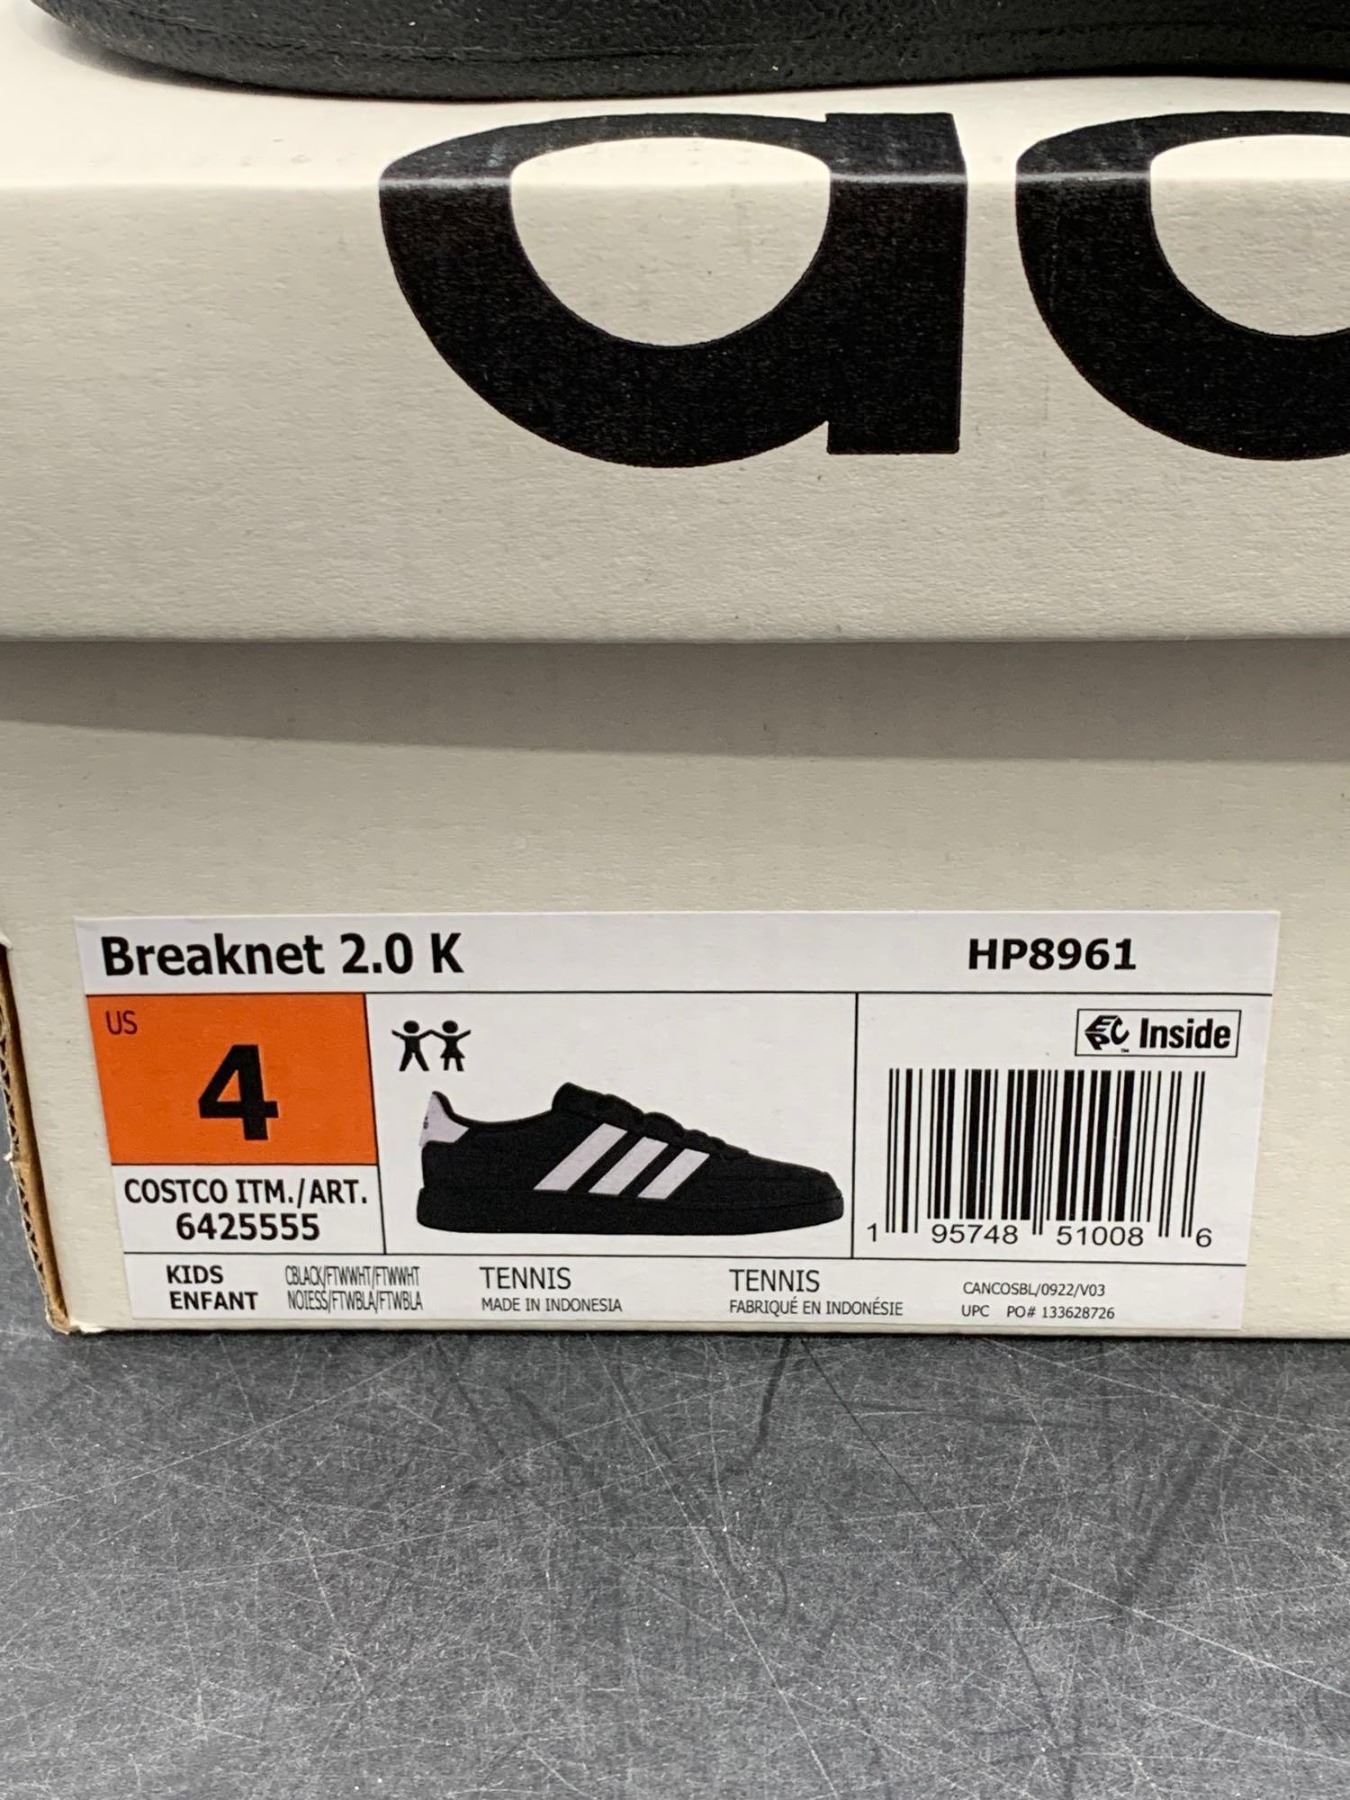 ad
Breaknet 2.0 K
HP8961
US
4
COSTCO ITM./ART.
6425555
EPC Inside
1 95748 51008 6
KIDS
ENFANT
CBLACK/FTWWHT/FTWWHT
NOIESS/FTWBLA/FTWBLA
TENNIS
MADE IN INDONESIA
TENNIS
FABRIQUÉ EN INDONÉSIE
CANCOSBL/0922/V03
UPC PO# 133628726